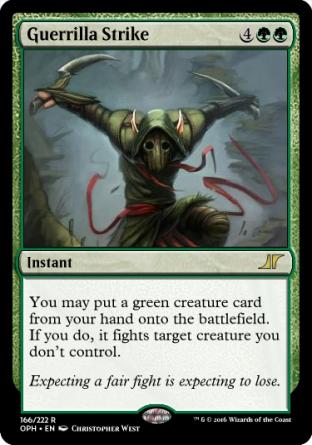 Guerrilla Strike 4
Instant
You may put a green creature card
from your hand onto the battlefield.
If you do, it fights target creature you
don't control.
Expecting a fair fight is expecting to lose.
166/222 R
OPH • EN Christopher West
™ & © 2016 Wizards of the Coast